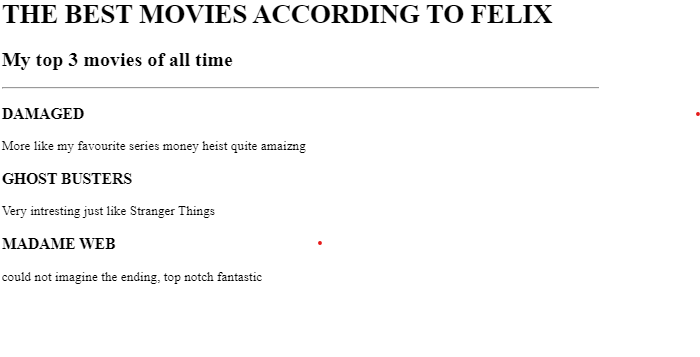 THE BEST MOVIES ACCORDING TO FELIX
My top 3 movies of all time
DAMAGED
More like my favourite series money heist quite amaizng
GHOST BUSTERS
Very intresting just like Stranger Things
MADAME WEB
could not imagine the ending, top notch fantastic